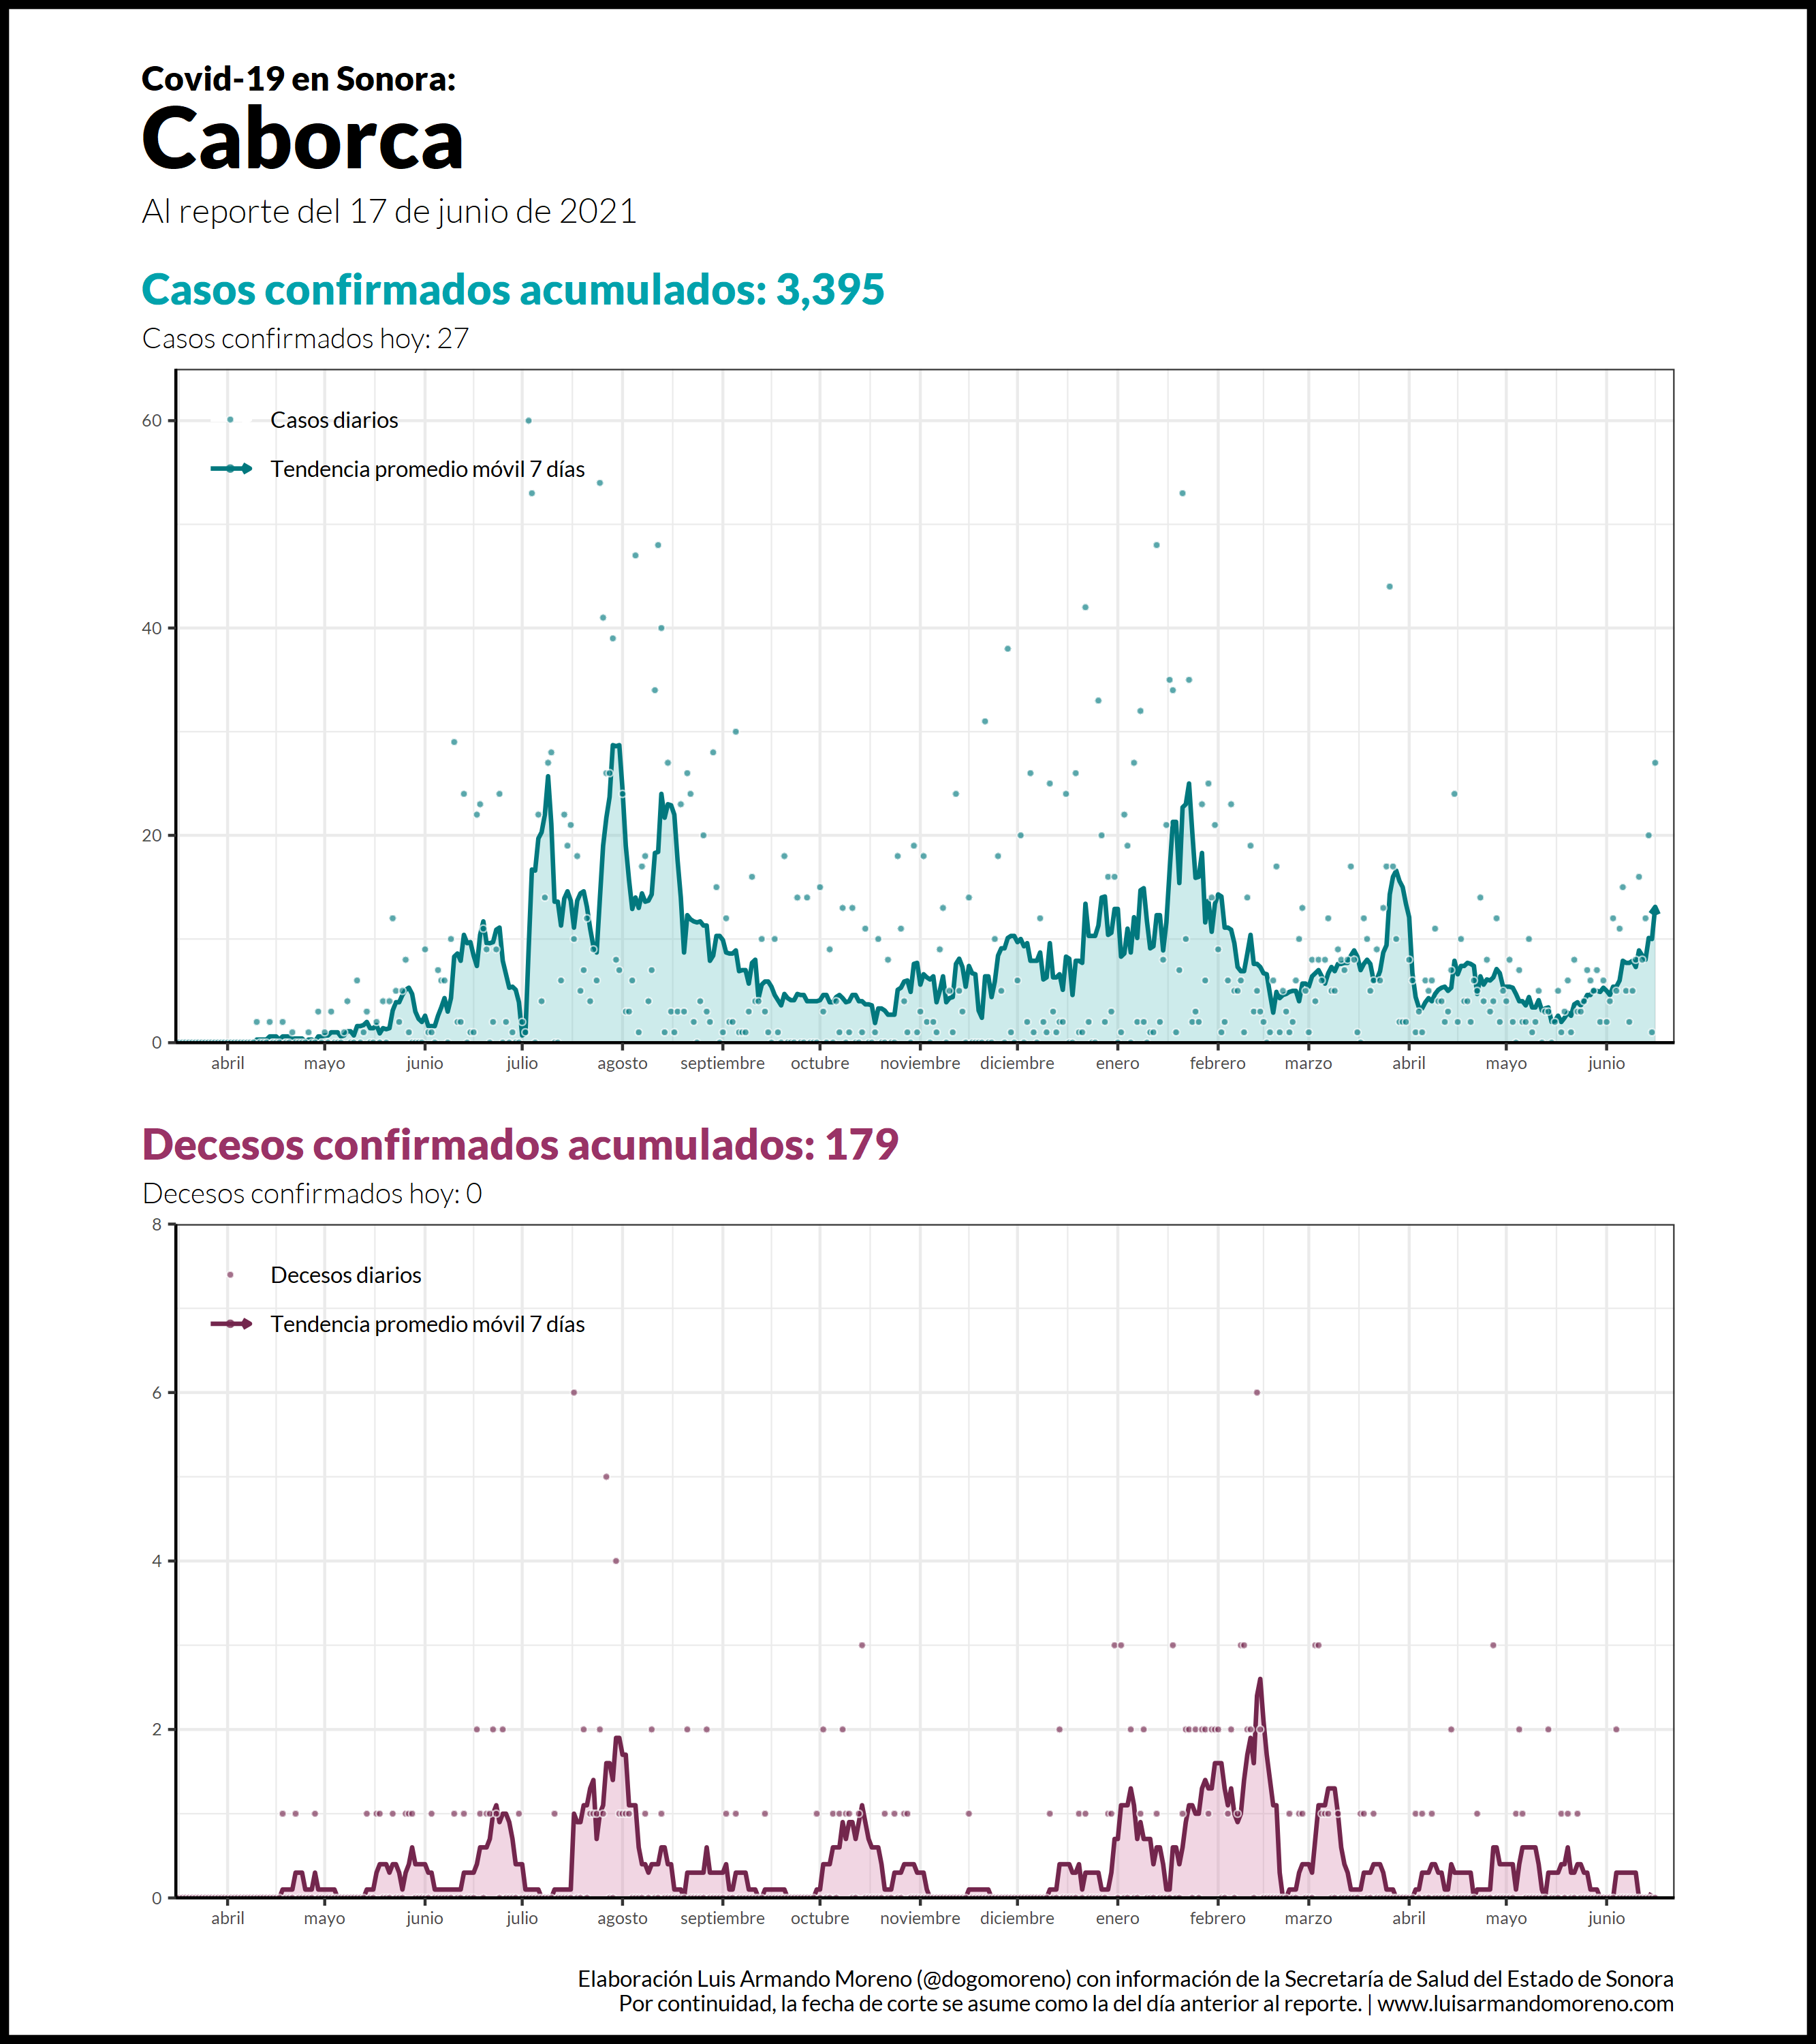 Covid-19 en Sonora:
Caborca
Al reporte del 17 de junio de 2021
Casos confirmados acumulados: 3,395
Casos confirmados hoy: 27
60
40
20
0
Casos diarios
Tendencia promedio móvil 7 días
abril mayo junio julio agosto septiembre octubre noviembre diciembre enero febrero marzo abril mayo junio
Decesos confirmados acumulados: 179
Decesos confirmados hoy: 0
8
6
4
2
0
Decesos diarios
Tendencia promedio móvil 7 días
abril mayo junio julio agosto septiembre octubre noviembre diciembre enero febrero marzo abril mayo junio
Elaboración Luis Armando Moreno (@dogomoreno) con información de la Secretaría de Salud del Estado de Sonora
Por continuidad, la fecha de corte se asume como la del día anterior al reporte. | www.luisarmandomoreno.com